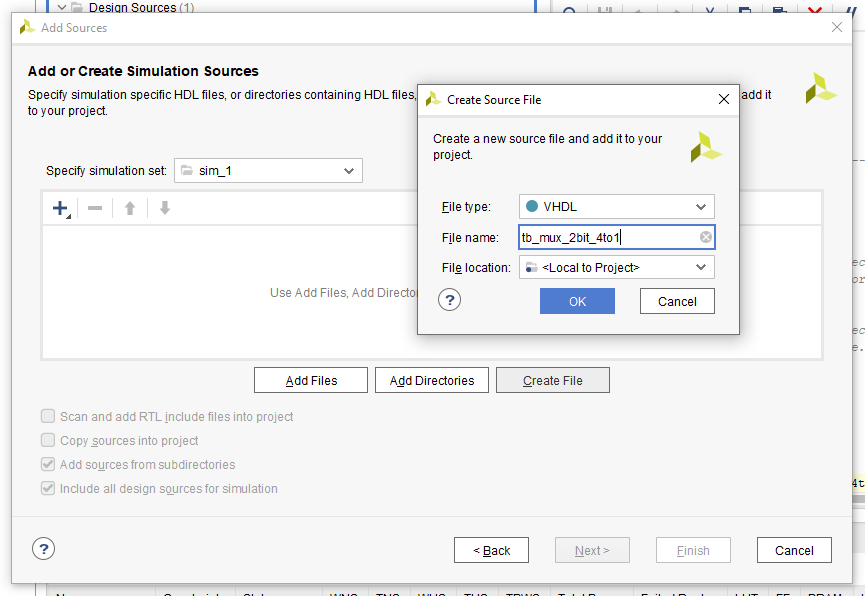 Design Sources (1)
Add Sources
Add or Create Simulation Sources
Specify simulation specific HDL files, or directories containing HDL files,
add it
to your project.
Specify simulation set:
sim_1
Use Add Files, Add Director
Add Files
Add Directories
Create File
Scan and add RTL include files into project
Copy sources into project
Add sources from subdirectories
Include all design sources for simulation
?
< Back
Next >
Finish
Cancel
Create Source File
Create a new source file and add it to your
project.
File type:
VHDL
File name:
tb_mux_2bit_4to1
File location:
<Local to Project>
?
OK
Cancel